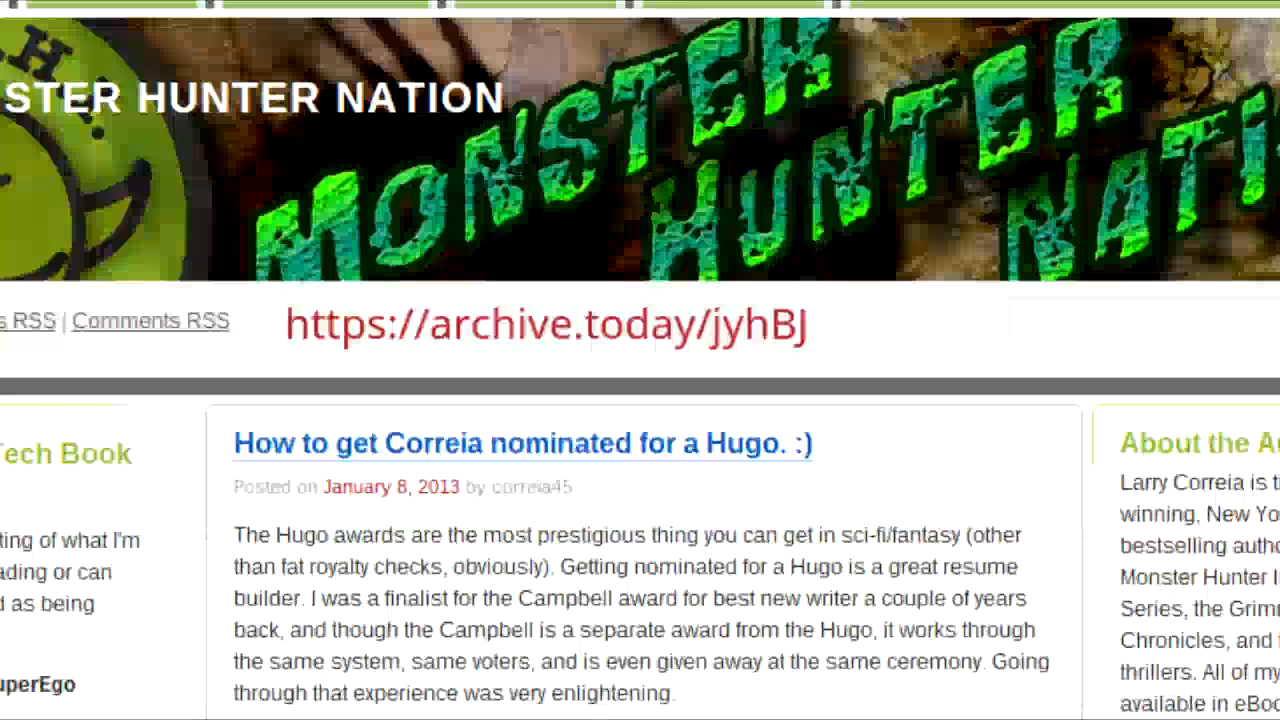 STER HUNTER NATION
MONSTER
HUNTER
s RSS | Comments RSS
https://archive.today/jyhBJ
Tech Book
ting of what I'm
ading or can
d as being
uperEgo
How to get Correia nominated for a Hugo. :)
Posted on January 8, 2013 by correia45
The Hugo awards are the most prestigious thing you can get in sci-fi/fantasy (other
than fat royalty checks, obviously). Getting nominated for a Hugo is a great resume
builder. I was a finalist for the Campbell award for best new writer a couple of years
back, and though the Campbell is a separate award from the Hugo, it works through
the same system, same voters, and is even given away at the same ceremony. Going
through that experience was very enlightening.
About the A
Larry Correia is t
winning, New Yo
bestselling autho
Monster Hunter I
Series, the Grim
Chronicles, and
thrillers. All of my
available in eBoo